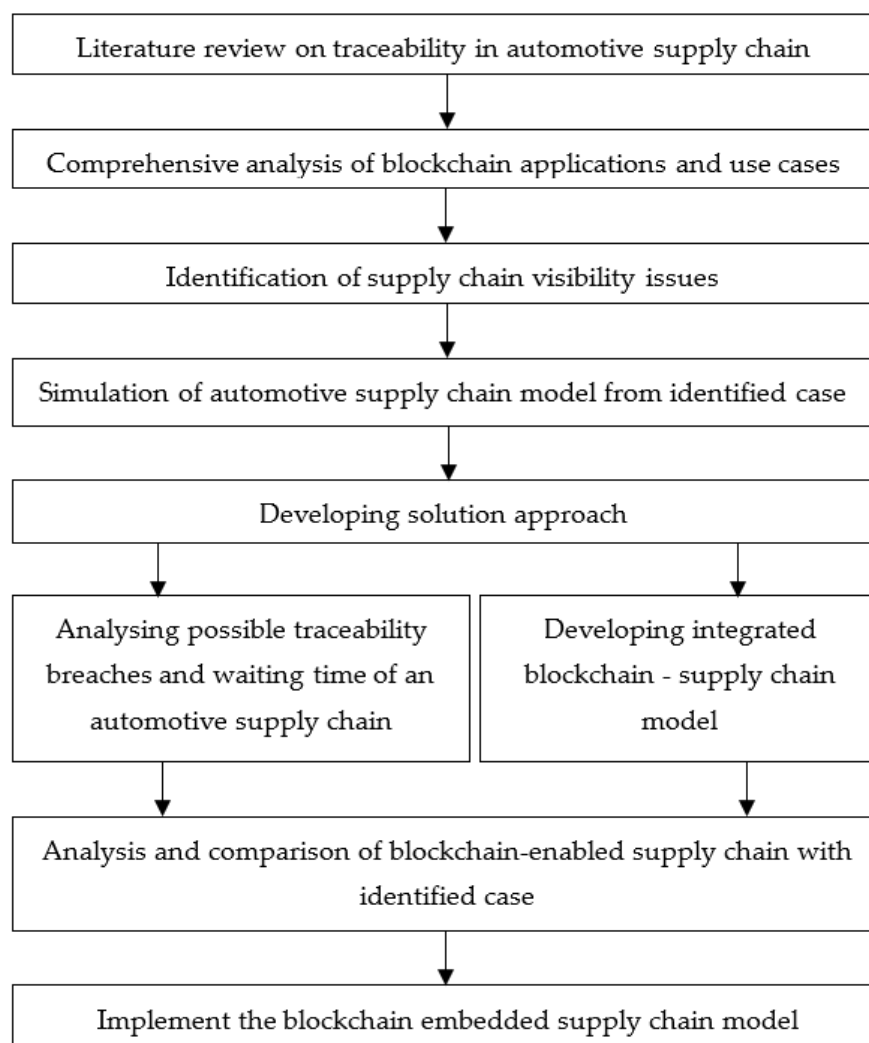 Literature review on traceability in automotive supply chain
Comprehensive analysis of blockchain applications and use cases
Identification of supply chain visibility issues
Simulation of automotive supply chain model from identified case
Developing solution approach
Analysing possible traceability
breaches and waiting time of an
automotive supply chain
Developing integrated
blockchain - supply chain
model
Analysis and comparison of blockchain-enabled supply chain with
identified case
Implement the blockchain embedded supply chain model